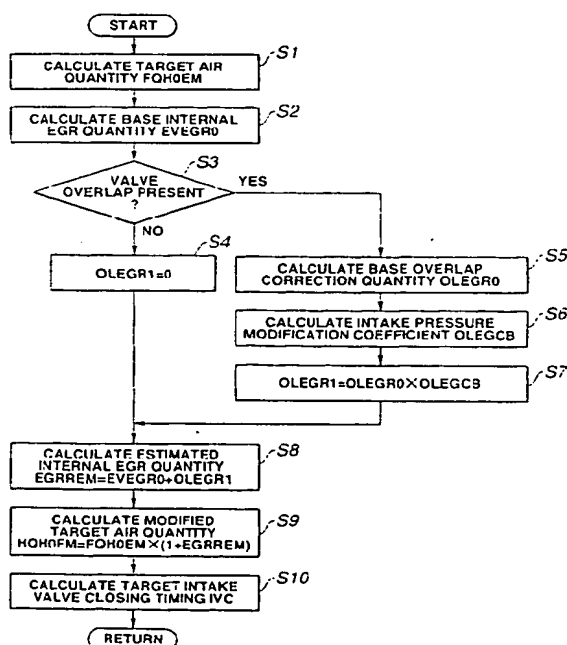 START
S1
CALCULATE TARGET AIR
QUANTITY FQH0EM
S2
CALCULATE BASE INTERNAL
EGR QUANTITY EVEGR0
S3
VALVE
OVERLAP PRESENT
?
YES
NO
S4
OLEGR1=0
S5
CALCULATE BASE OVERLAP
CORRECTION QUANTITY OLEGR0
S6
CALCULATE INTAKE PRESSURE
MODIFICATION COEFFICIENT OLEGCB
S7
OLEGR1=OLEGR0×OLEGCB
S8
CALCULATE ESTIMATED
INTERNAL EGR QUANTITY
EGRREM=EVEGR0+OLEGR1
S9
CALCULATE MODIFIED
TARGET AIR QUANTITY
HQH0FM=FQH0EM×(1+EGRREM)
S10
CALCULATE TARGET INTAKE
VALVE CLOSING TIMING IVC
RETURN